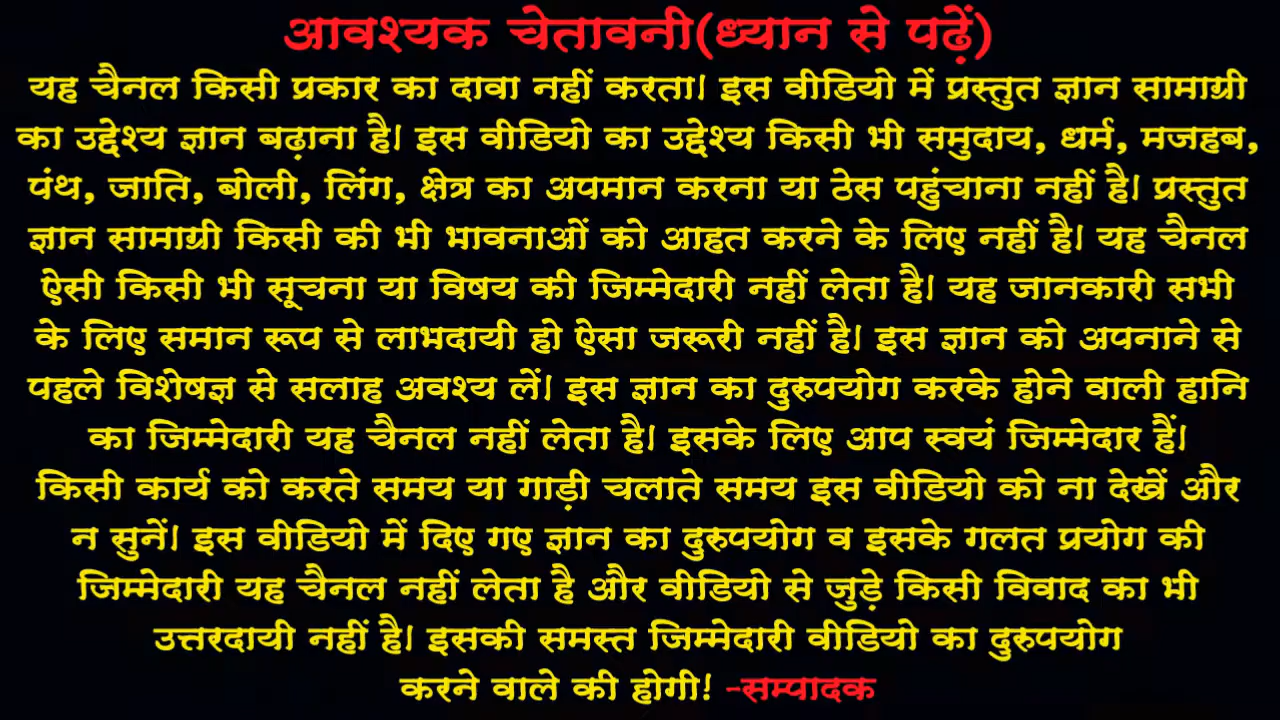 आवश्यक चेतावनी(ध्यान से पढ़ें)
यह चैनल किसी प्रकार का दावा नहीं करता। इस वीडियो में प्रस्तुत ज्ञान सामाग्री
का उद्देश्य ज्ञान बढ़ाना है। इस वीडियो का उद्देश्य किसी भी समुदाय, धर्म, मजहब,
पंथ, जाति, बोली, लिंग, क्षेत्र का अपमान करना या ठेस पहुंचाना नहीं है। प्रस्तुत
ज्ञान सामाग्री किसी की भी भावनाओं को आहत करने के लिए नहीं है। यह चैनल
ऐसी किसी भी सूचना या विषय की जिम्मेदारी नहीं लेता है। यह जानकारी सभी
के लिए समान रूप से लाभदायी हो ऐसा जरूरी नहीं है। इस ज्ञान को अपनाने से
पहले विशेषज्ञ से सलाह अवश्य लें। इस ज्ञान का दुरुपयोग करके होने वाली हानि
का जिम्मेदारी यह चैनल नहीं लेता है। इसके लिए आप स्वयं जिम्मेदार हैं।
किसी कार्य को करते समय या गाड़ी चलाते समय इस वीडियो को ना देखें और
न सुनें। इस वीडियो में दिए गए ज्ञान का दुरुपयोग व इसके गलत प्रयोग की
जिम्मेदारी यह चैनल नहीं लेता है और वीडियो से जुड़े किसी विवाद का भी
उत्तरदायी नहीं है। इसकी समस्त जिम्मेदारी वीडियो का दुरुपयोग
करने वाले की होगी! -सम्पादक